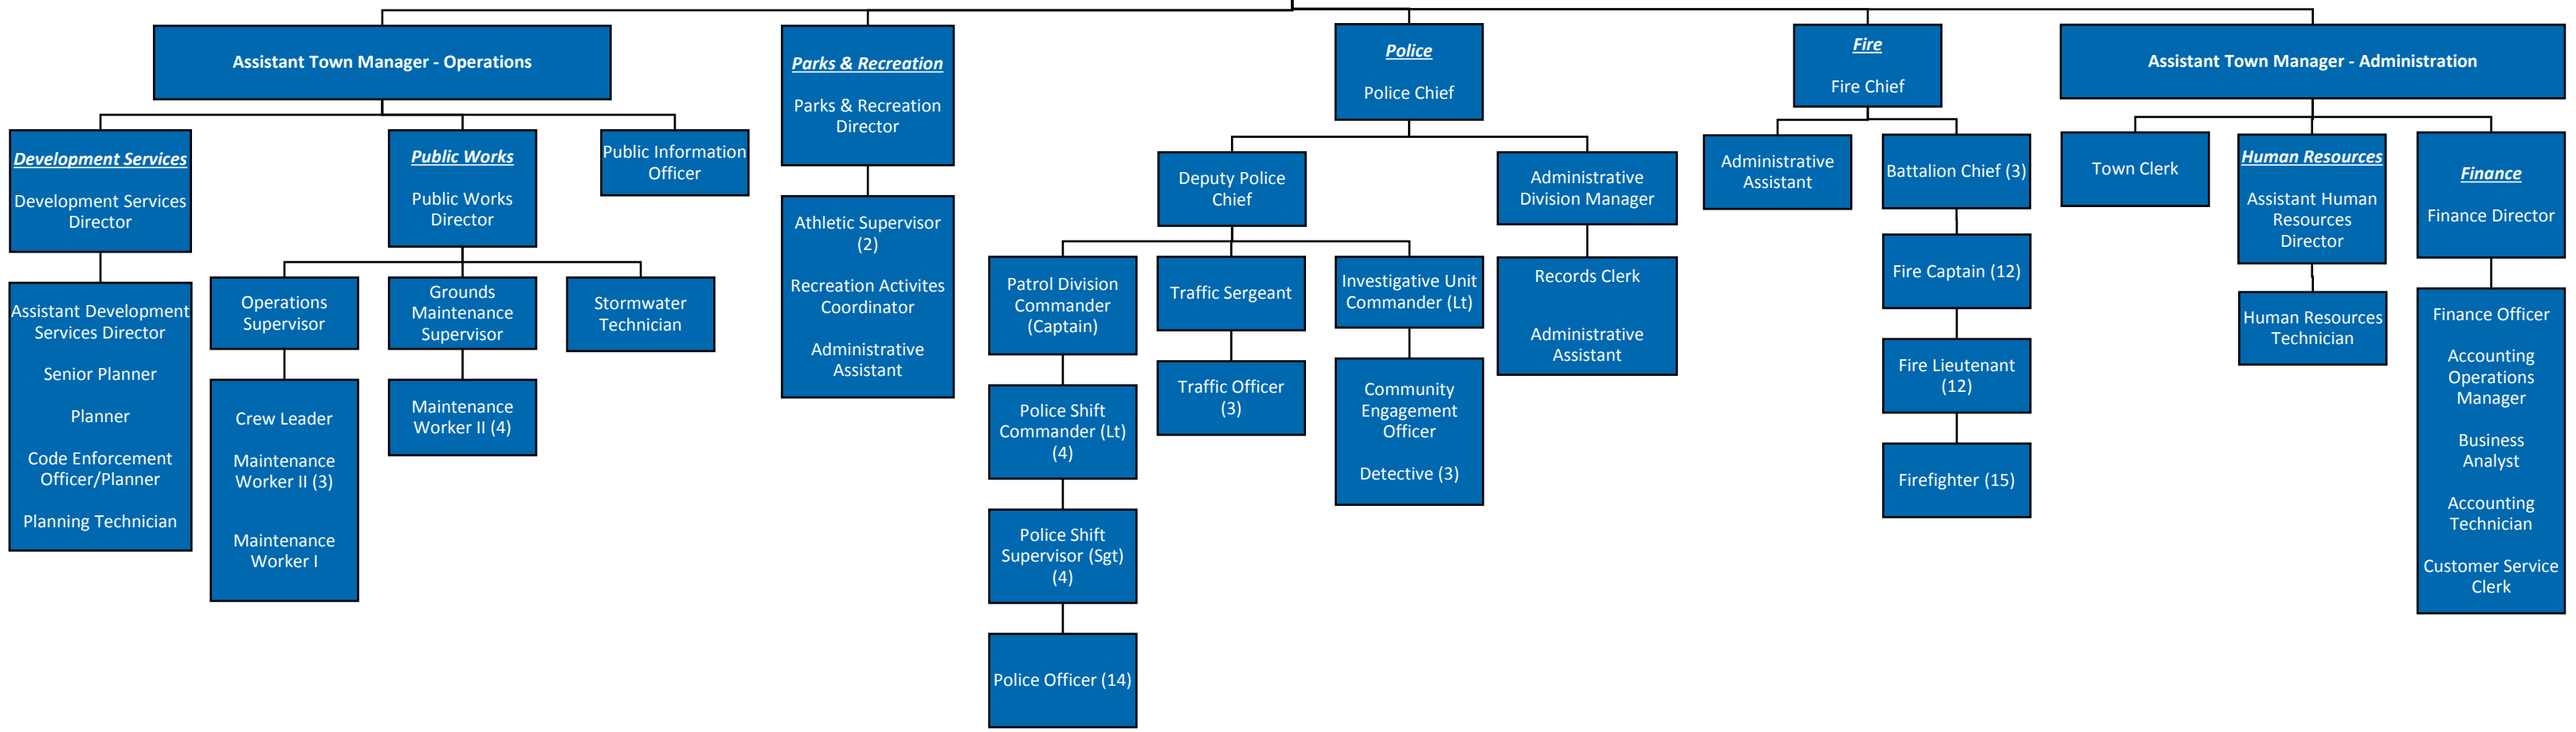 Assistant Town Manager - Operations
Development Services
Development Services
Director
Assistant Development
Services Director
Senior Planner
Planner
Code Enforcement
Officer/Planner
Planning Technician
Public Works
Public Works
Director
Operations
Supervisor
Crew Leader
Maintenance
Worker II (3)
Maintenance
Worker I
Grounds
Maintenance
Supervisor
Maintenance
Worker II (4)
Stormwater
Technician
Public Information
Officer
Parks & Recreation
Parks & Recreation
Director
Athletic Supervisor
(2)
Recreation Activites
Coordinator
Administrative
Assistant
Police
Police Chief
Deputy Police
Chief
Patrol Division
Commander
(Captain)
Police Shift
Commander (Lt)
(4)
Police Shift
Supervisor (Sgt)
(4)
Police Officer (14)
Traffic Sergeant
Traffic Officer
(3)
Investigative Unit
Commander (Lt)
Community
Engagement
Officer
Detective (3)
Administrative
Division Manager
Records Clerk
Administrative
Assistant
Fire
Fire Chief
Administrative
Assistant
Battalion Chief (3)
Fire Captain (12)
Fire Lieutenant
(12)
Firefighter (15)
Assistant Town Manager - Administration
Town Clerk
Human Resources
Assistant Human
Resources
Director
Human Resources
Technician
Finance
Finance Director
Finance Officer
Accounting
Operations
Manager
Business
Analyst
Accounting
Technician
Customer Service
Clerk